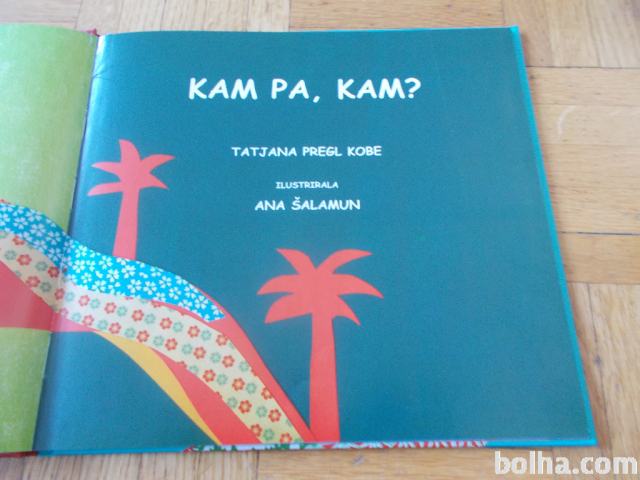 KAM PA, KAM?
TATJANA PREGL KOBE
ILUSTRIRALA
ANA ŠALAMUN
bolha.com